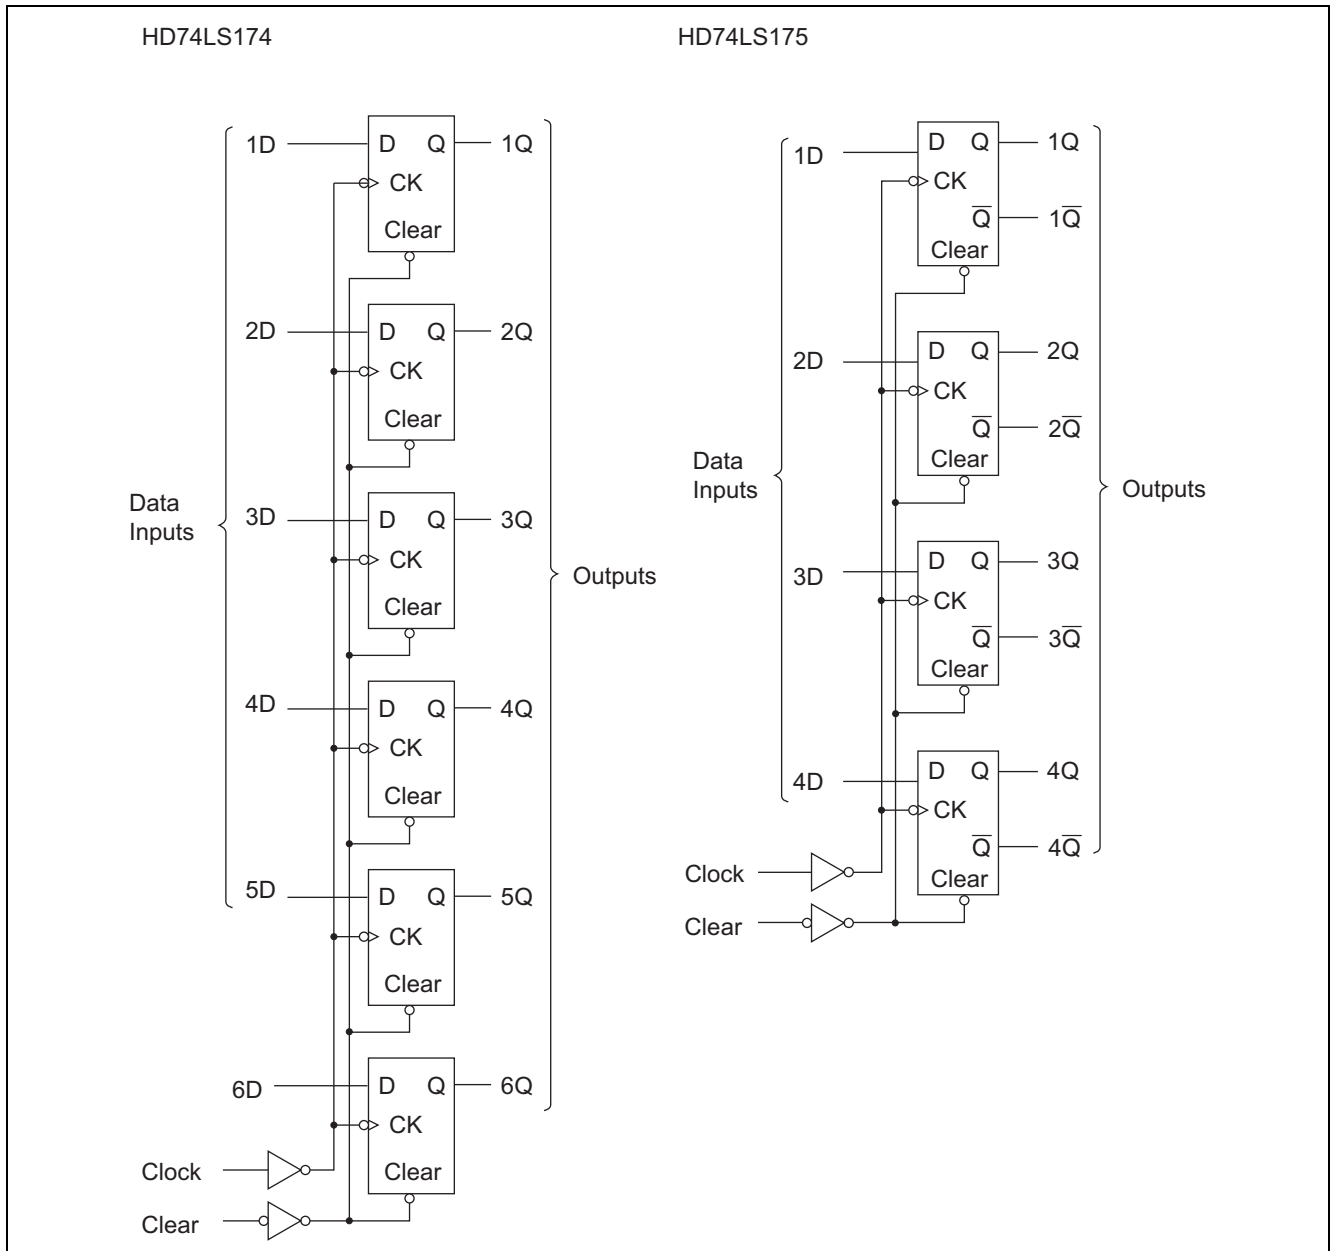 HD74LS174
1D
D Q
1Q
CK
Clear
2D
D Q
2Q
CK
Clear
Data
Inputs
3D
D Q
3Q
CK
Clear
Outputs
4D
D Q
4Q
CK
Clear
5D
D Q
5Q
CK
Clear
6D
D Q
6Q
CK
Clear
Clock
Clear
HD74LS175
1D
D Q
1Q
CK
Q̅
1Q̅
Clear
2D
D Q
2Q
CK
Q̅
2Q̅
Clear
Data
Inputs
Outputs
3D
D Q
3Q
CK
Q̅
3Q̅
Clear
4D
D Q
4Q
CK
Q̅
4Q̅
Clear
Clock
Clear